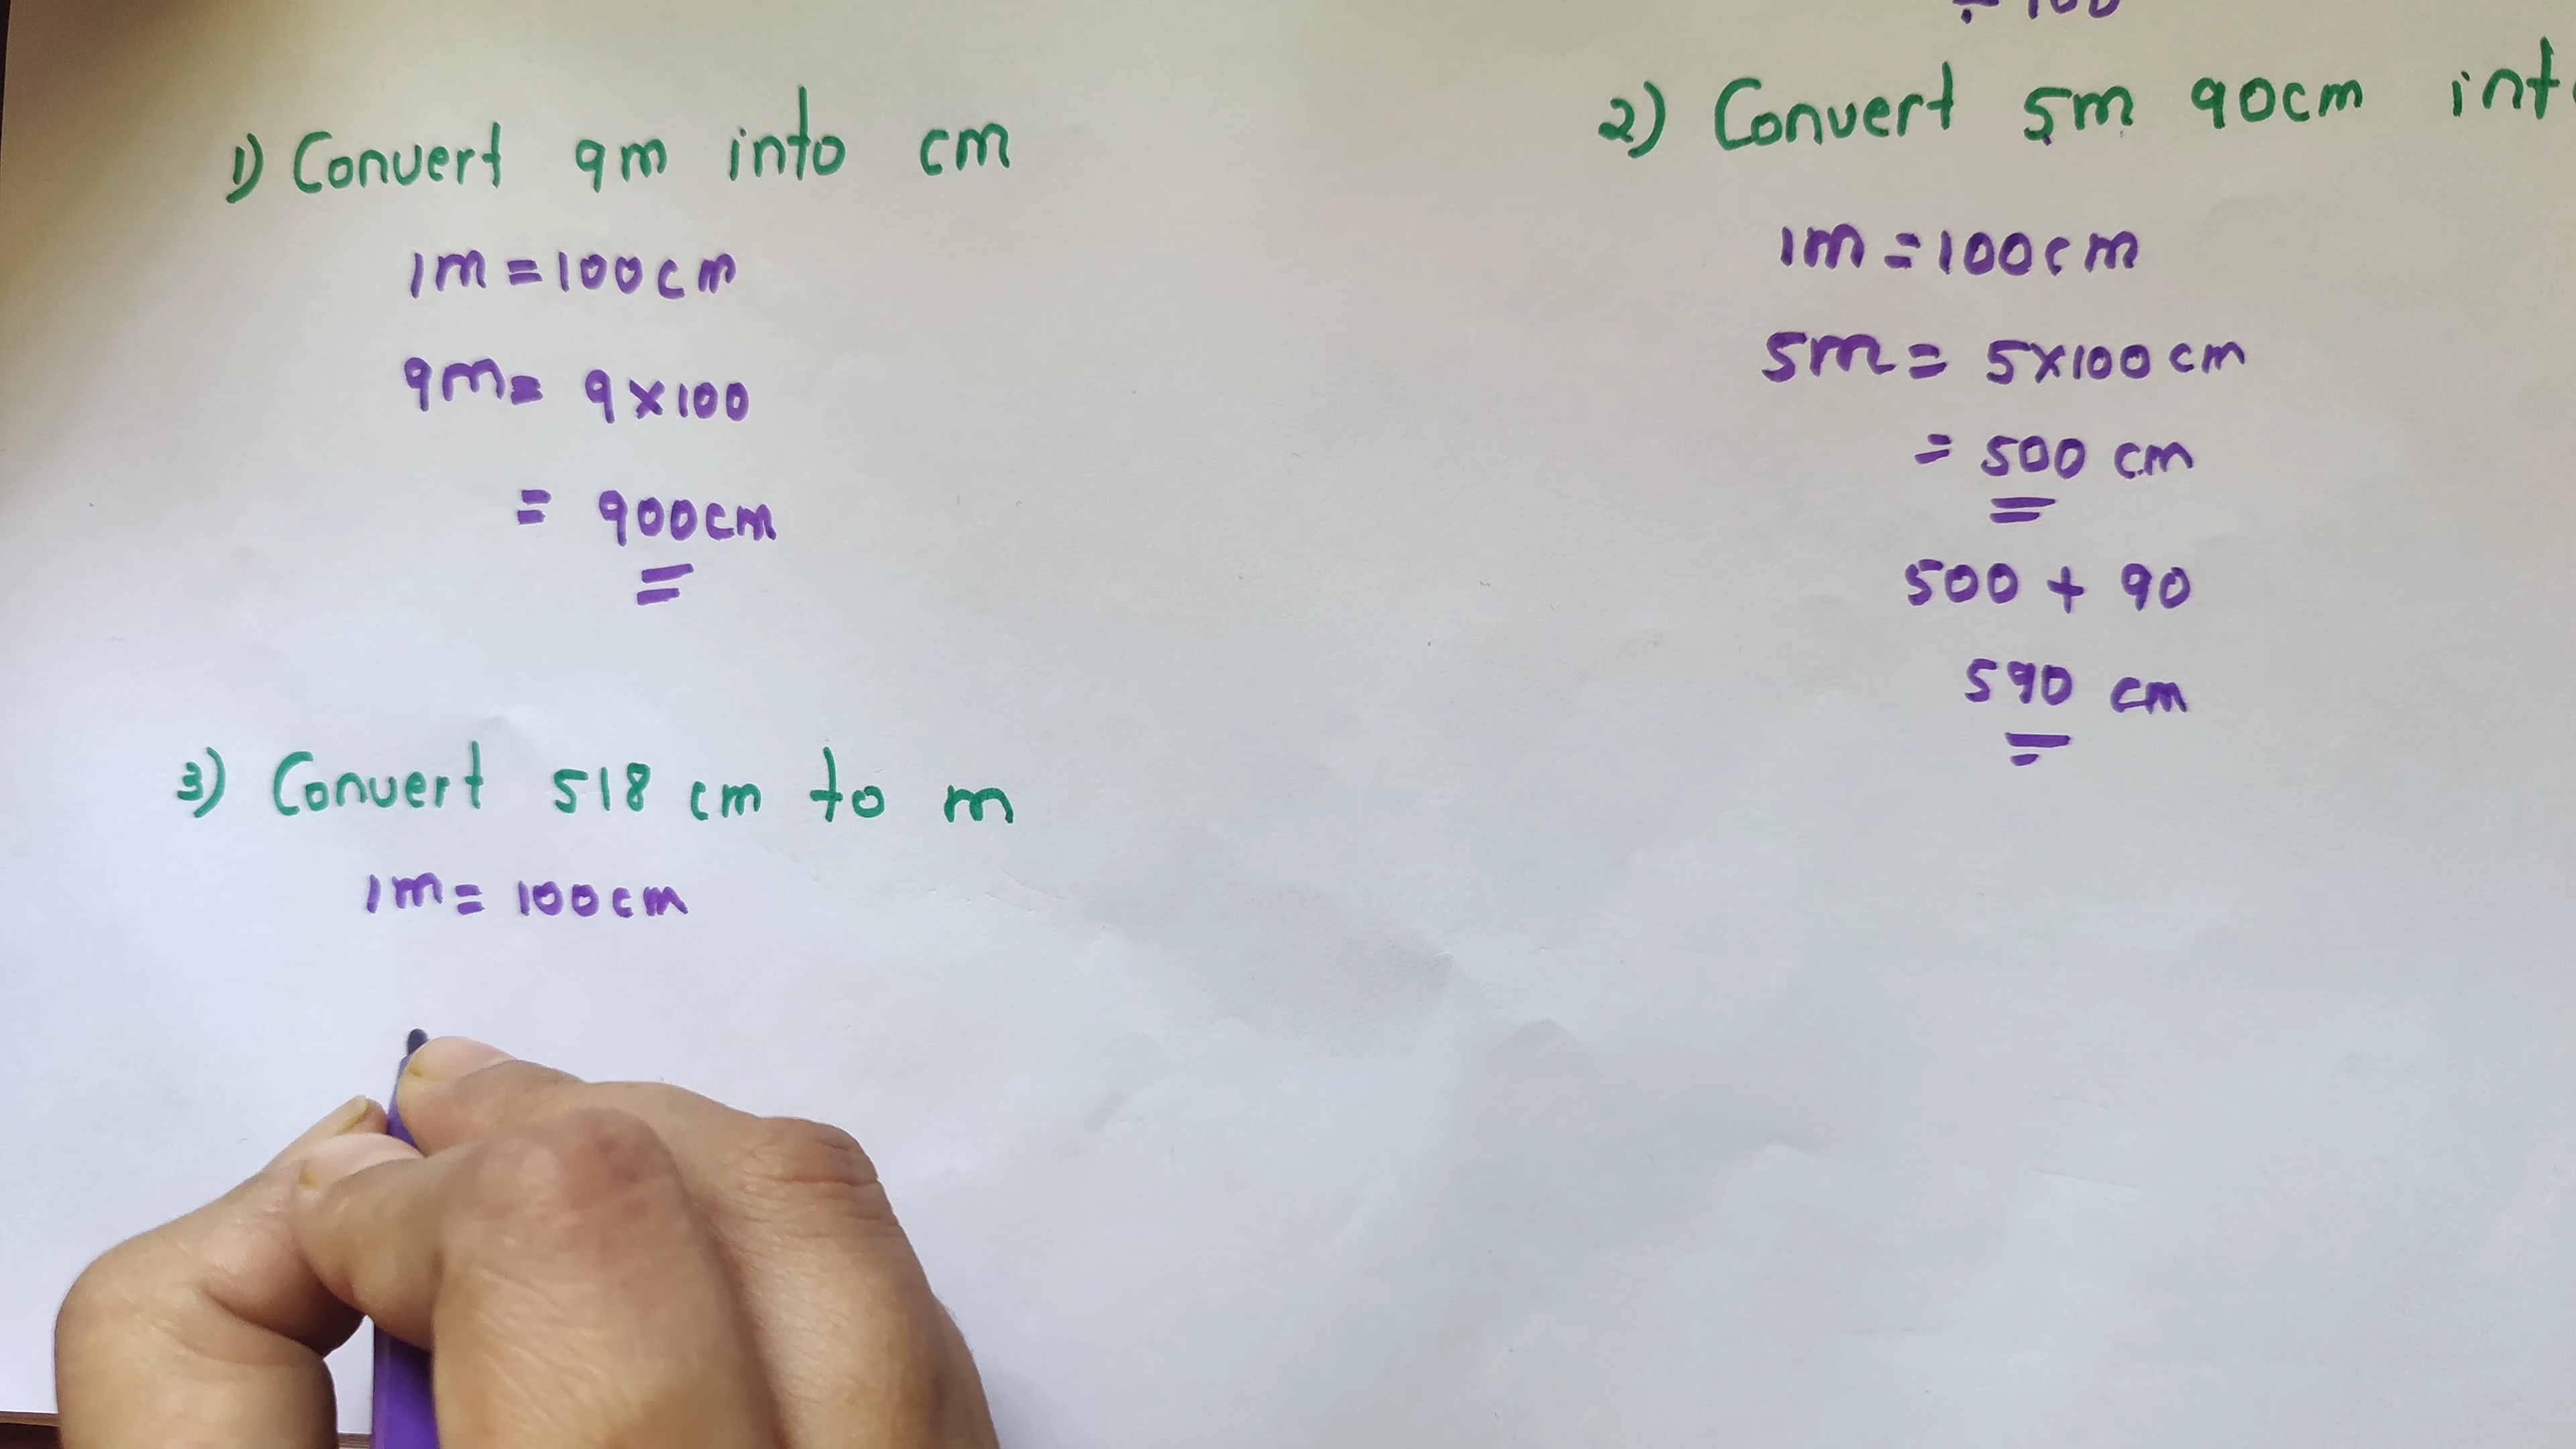 ÷ 100
1) Convert 9m into cm
1m = 100cm
9m = 9 × 100
= 900cm
2) Convert 5m 90cm
1m = 100cm
5m = 5×100 cm
= 500 cm
500 + 90
590 cm
3) Convert 518 cm to m
1m = 100cm